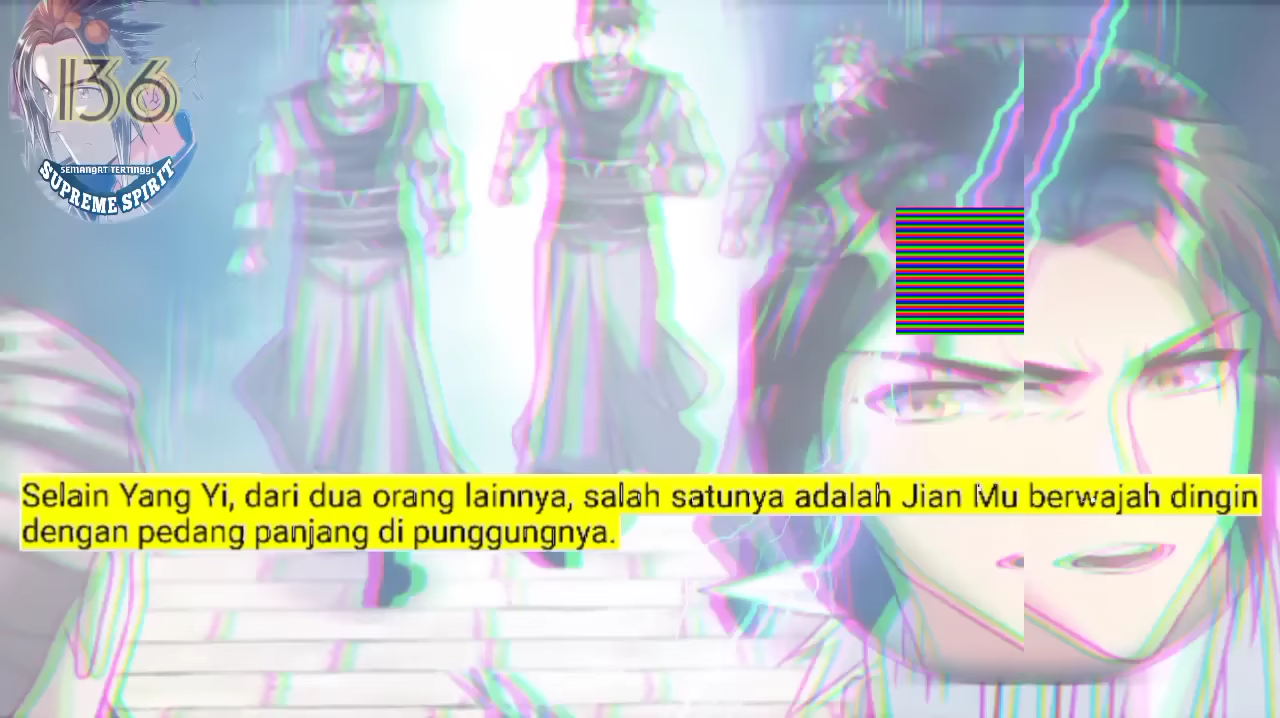 136
SEMANGAT TERTINGGI
SUPREME SPIRIT
Selain Yang Yi, dari dua orang lainnya, salah satunya adalah Jian Mu berwajah dingin
dengan pedang panjang di punggungnya.